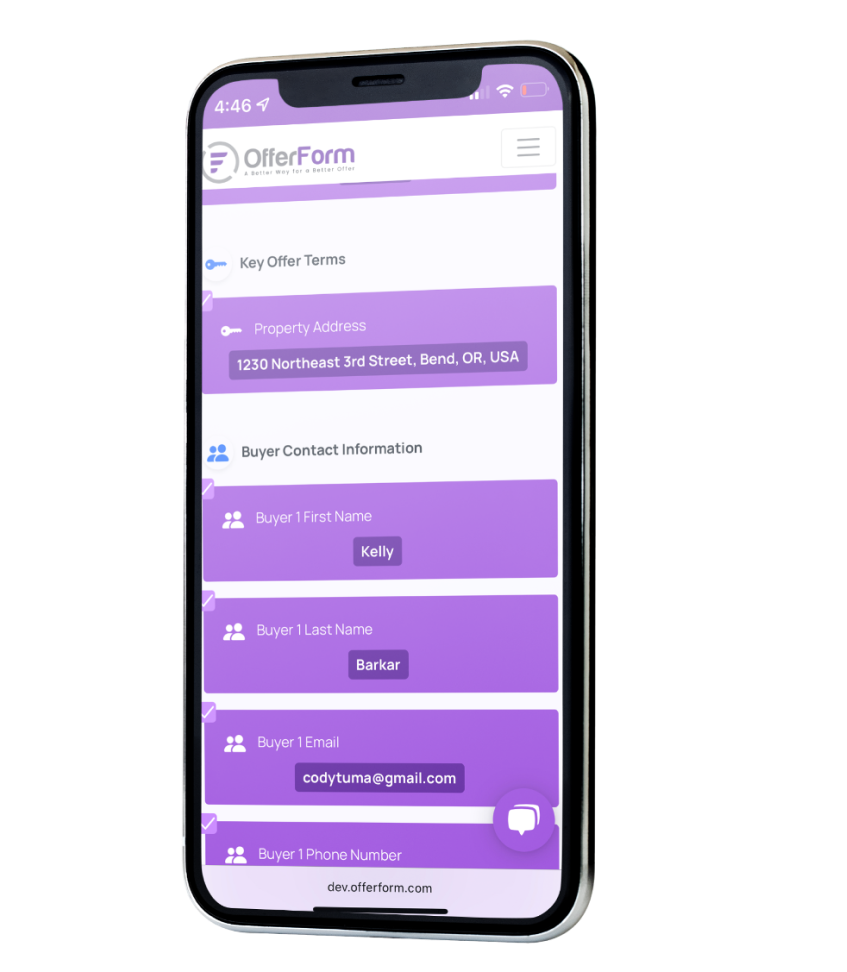 4:46
OfferForm
A Better Way for a Better Offer
Key Offer Terms
Property Address
1230 Northeast 3rd Street, Bend, OR, USA
Buyer Contact Information
Buyer 1 First Name
Kelly
Buyer 1 Last Name
Barkar
Buyer 1 Email
codytuma@gmail.com
Buyer 1 Phone Number
dev.offerform.com